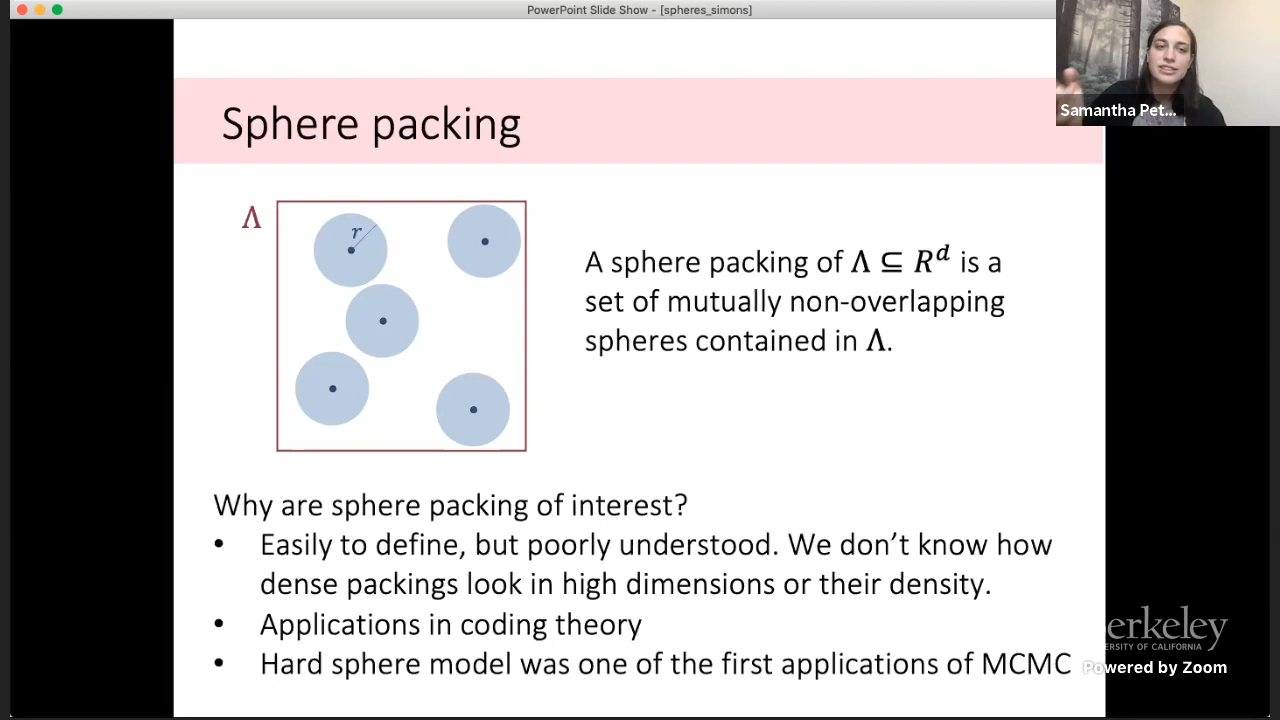 PowerPoint Slide Show - [spheres_simons]
Samantha Pet...
Sphere packing
Λ
r
A sphere packing of Λ ⊆ R^d is a
set of mutually non-overlapping
spheres contained in Λ.
Why are sphere packing of interest?
• Easily to define, but poorly understood. We don't know how
dense packings look in high dimensions or their density.
• Applications in coding theory
• Hard sphere model was one of the first applications of MCMC
erkeley
ERSITY OF CALIFORNIA
Powered by Zoom